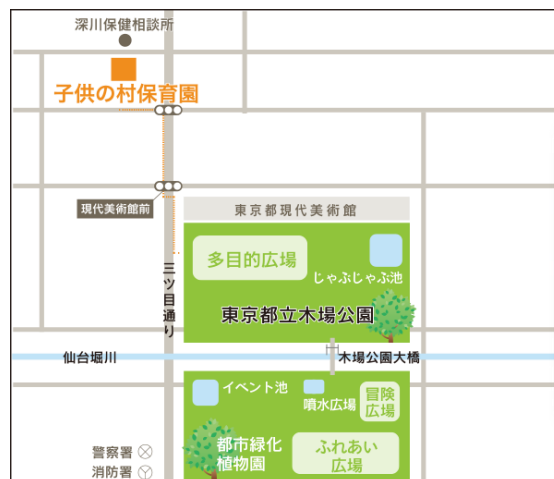 深川保健相談所
子供の村保育園
現代美術館前
東京都現代美術館
多目的広場
じゃぶじゃぶ池
三ツ目通り
東京都立木場公園
仙台堀川
木場公園大橋
イベント池
噴水広場
冒険
広場
都市緑化
植物園
ふれあい
広場
警察署
消防署